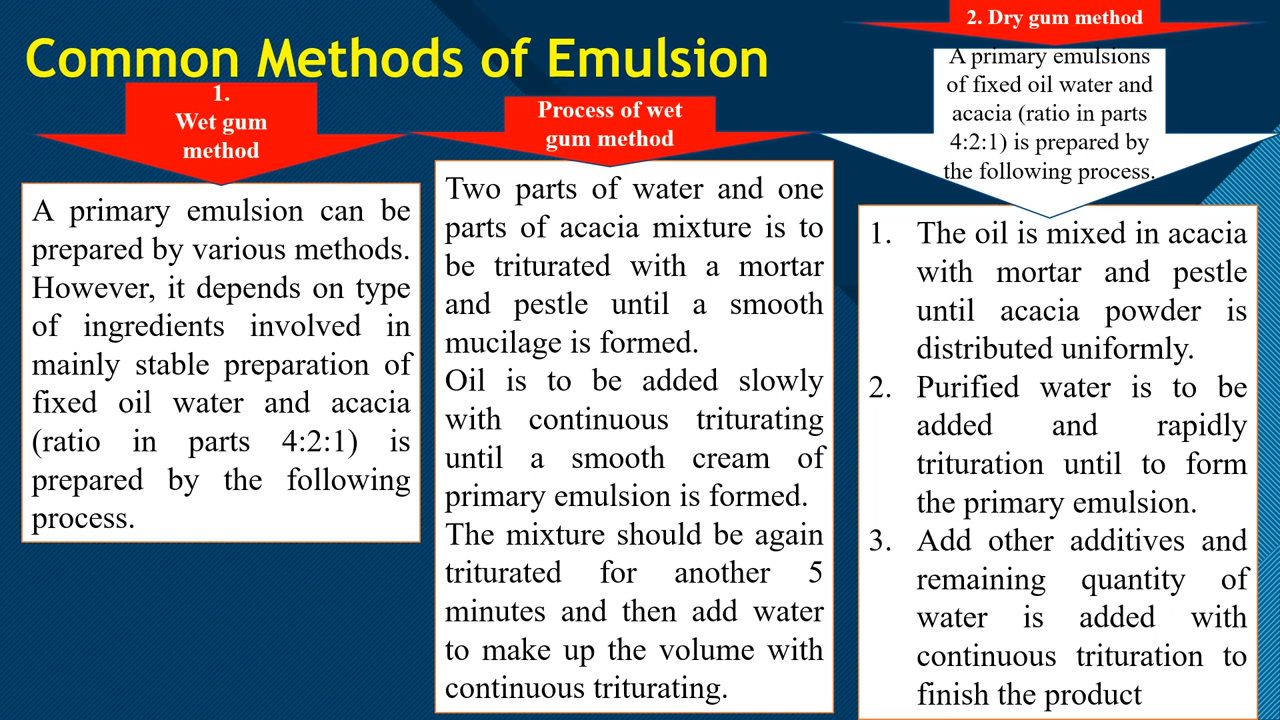 Common Methods of Emulsion
1.
Wet gum
method
A primary emulsion can be
prepared by various methods.
However, it depends on type
of ingredients involved in
mainly stable preparation of
fixed oil water and acacia
(ratio in parts 4:2:1) is
prepared by the following
process.
Process of wet
gum method
Two parts of water and one
parts of acacia mixture is to
be triturated with a mortar
and pestle until a smooth
mucilage is formed.
Oil is to be added slowly
with continuous triturating
until a smooth cream of
primary emulsion is formed.
The mixture should be again
triturated for another 5
minutes and then add water
to make up the volume with
continuous triturating.
2. Dry gum method
A primary emulsions
of fixed oil water and
acacia (ratio in parts
4:2:1) is prepared by
the following process.
1. The oil is mixed in acacia
with mortar and pestle
until acacia powder is
distributed uniformly.
2. Purified water is to be
added and rapidly
trituration until to form
the primary emulsion.
3. Add other additives and
remaining quantity of
water is added with
continuous trituration to
finish the product